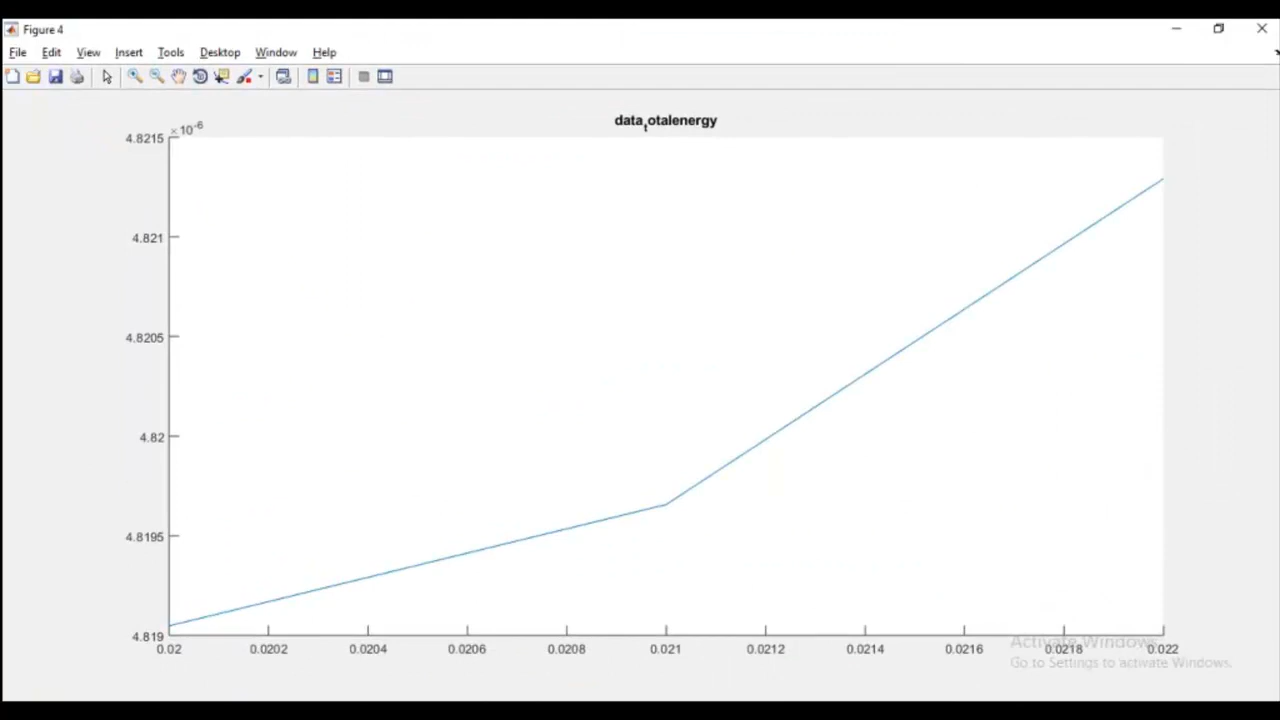 Figure 4
File Edit View Insert Tools Desktop Window Help
data_totalenergy
×10-6
4.8215
4.821
4.8205
4.82
4.8195
4.819
0.02 0.0202 0.0204 0.0206 0.0208 0.021 0.0212 0.0214 0.0216 0.0218 0.022
Activate Windows
Go to Settings to activate Windows.